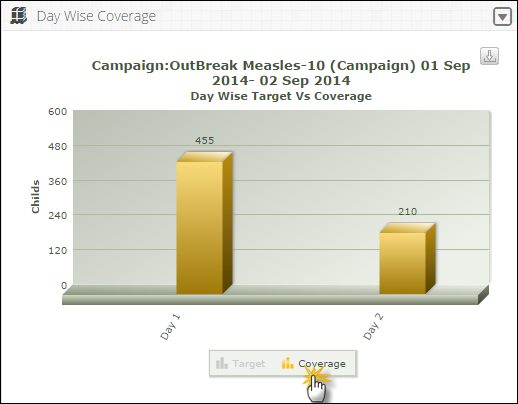 Day Wise Coverage
Campaign:OutBreak Measles-10 (Campaign) 01 Sep
2014- 02 Sep 2014
Day Wise Target Vs Coverage
600
480
360
240
120
0
Childs
455
210
Day 1
Day 2
Target
Coverage